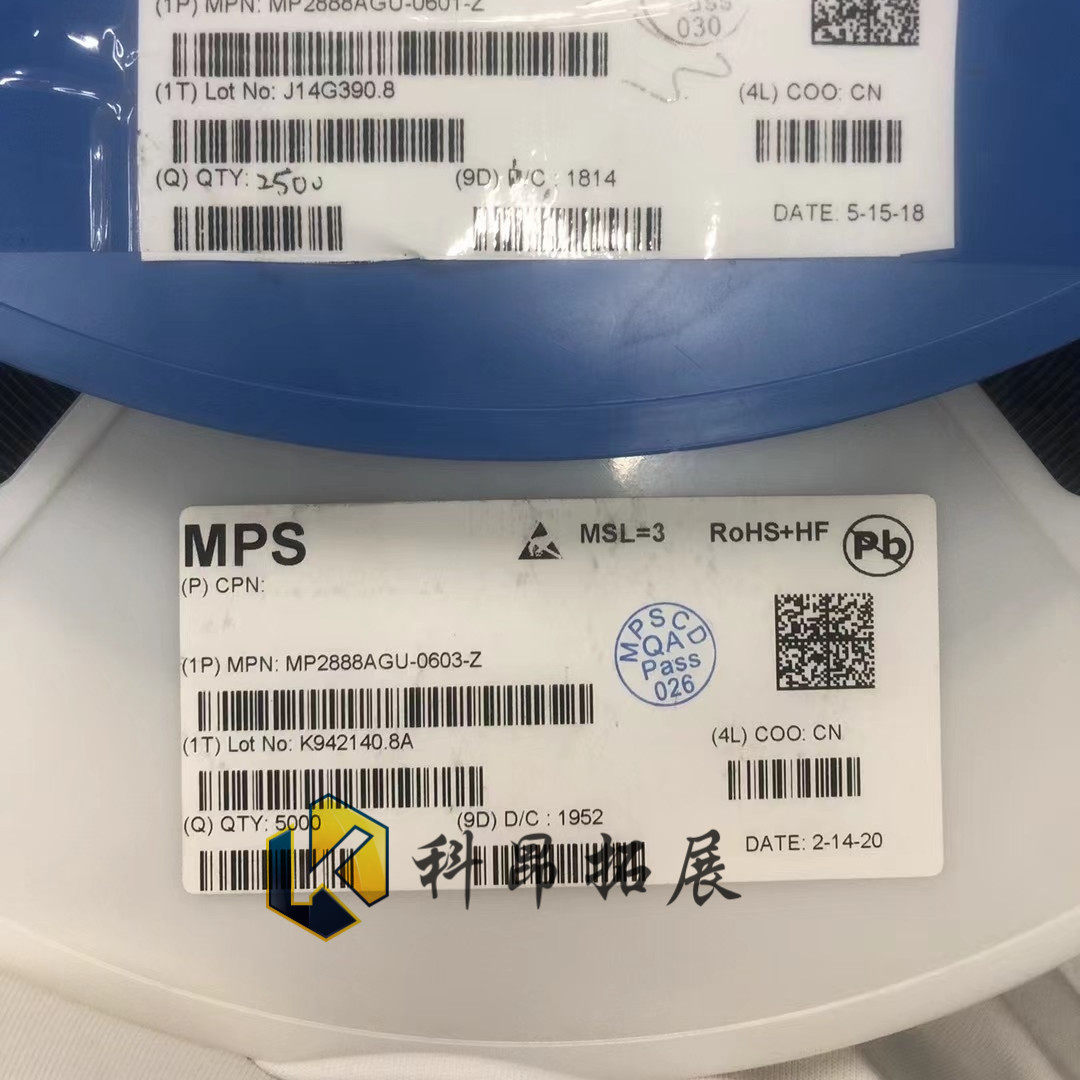 (1P) MPN: MP2888AGU-0601-Z
Pass
030
(1T) Lot No: J14G390.8
(4L) COO: CN
(Q) QTY: 2500
(9D) D/C : 1814
DATE: 5-15-18
MPS
MSL=3
RoHS+HF
Pb
(P) CPN:
MPSCD
QA
Pass
026
(1P) MPN: MP2888AGU-0603-Z
(1T) Lot No: K942140.8A
(4L) COO: CN
(Q) QTY: 5000
(9D) D/C : 1952
DATE: 2-14-20
K 科昂拓展